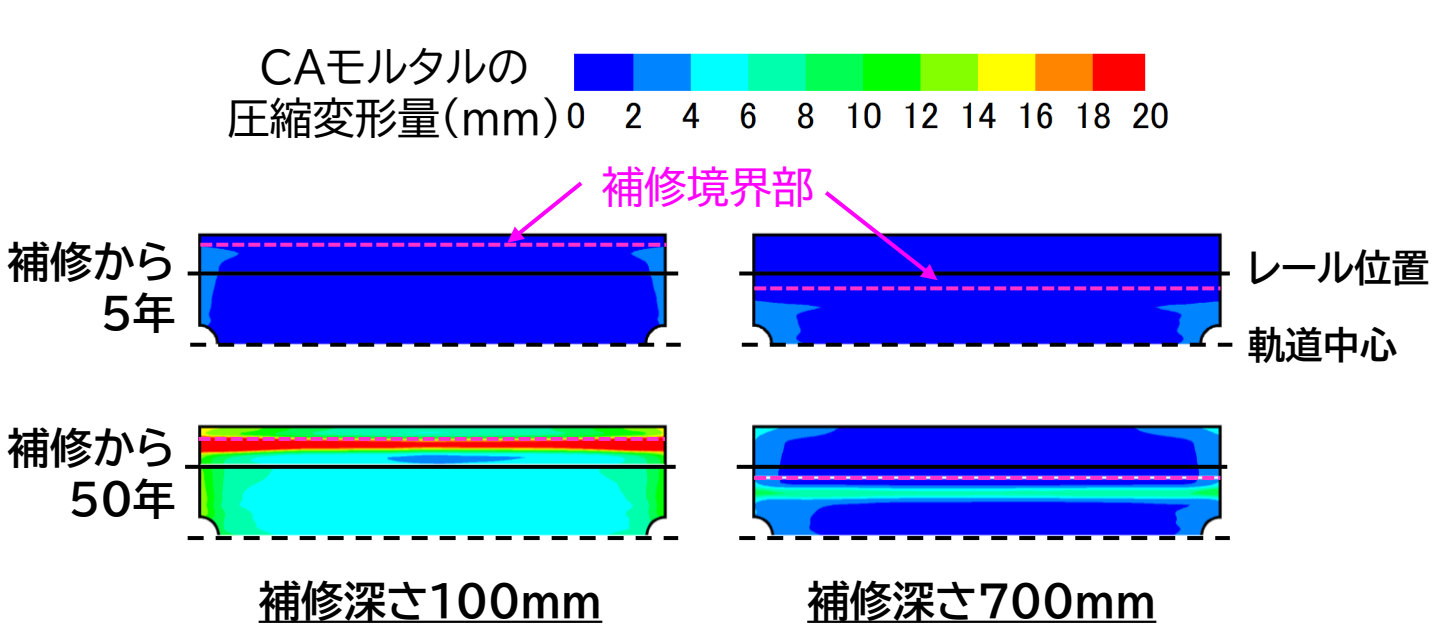 CAモルタルの
圧縮変形量(mm)
0 2 4 6 8 10 12 14 16 18 20
補修境界部
補修から
5年
レール位置
軌道中心
補修から
50年
補修深さ100mm
補修深さ700mm